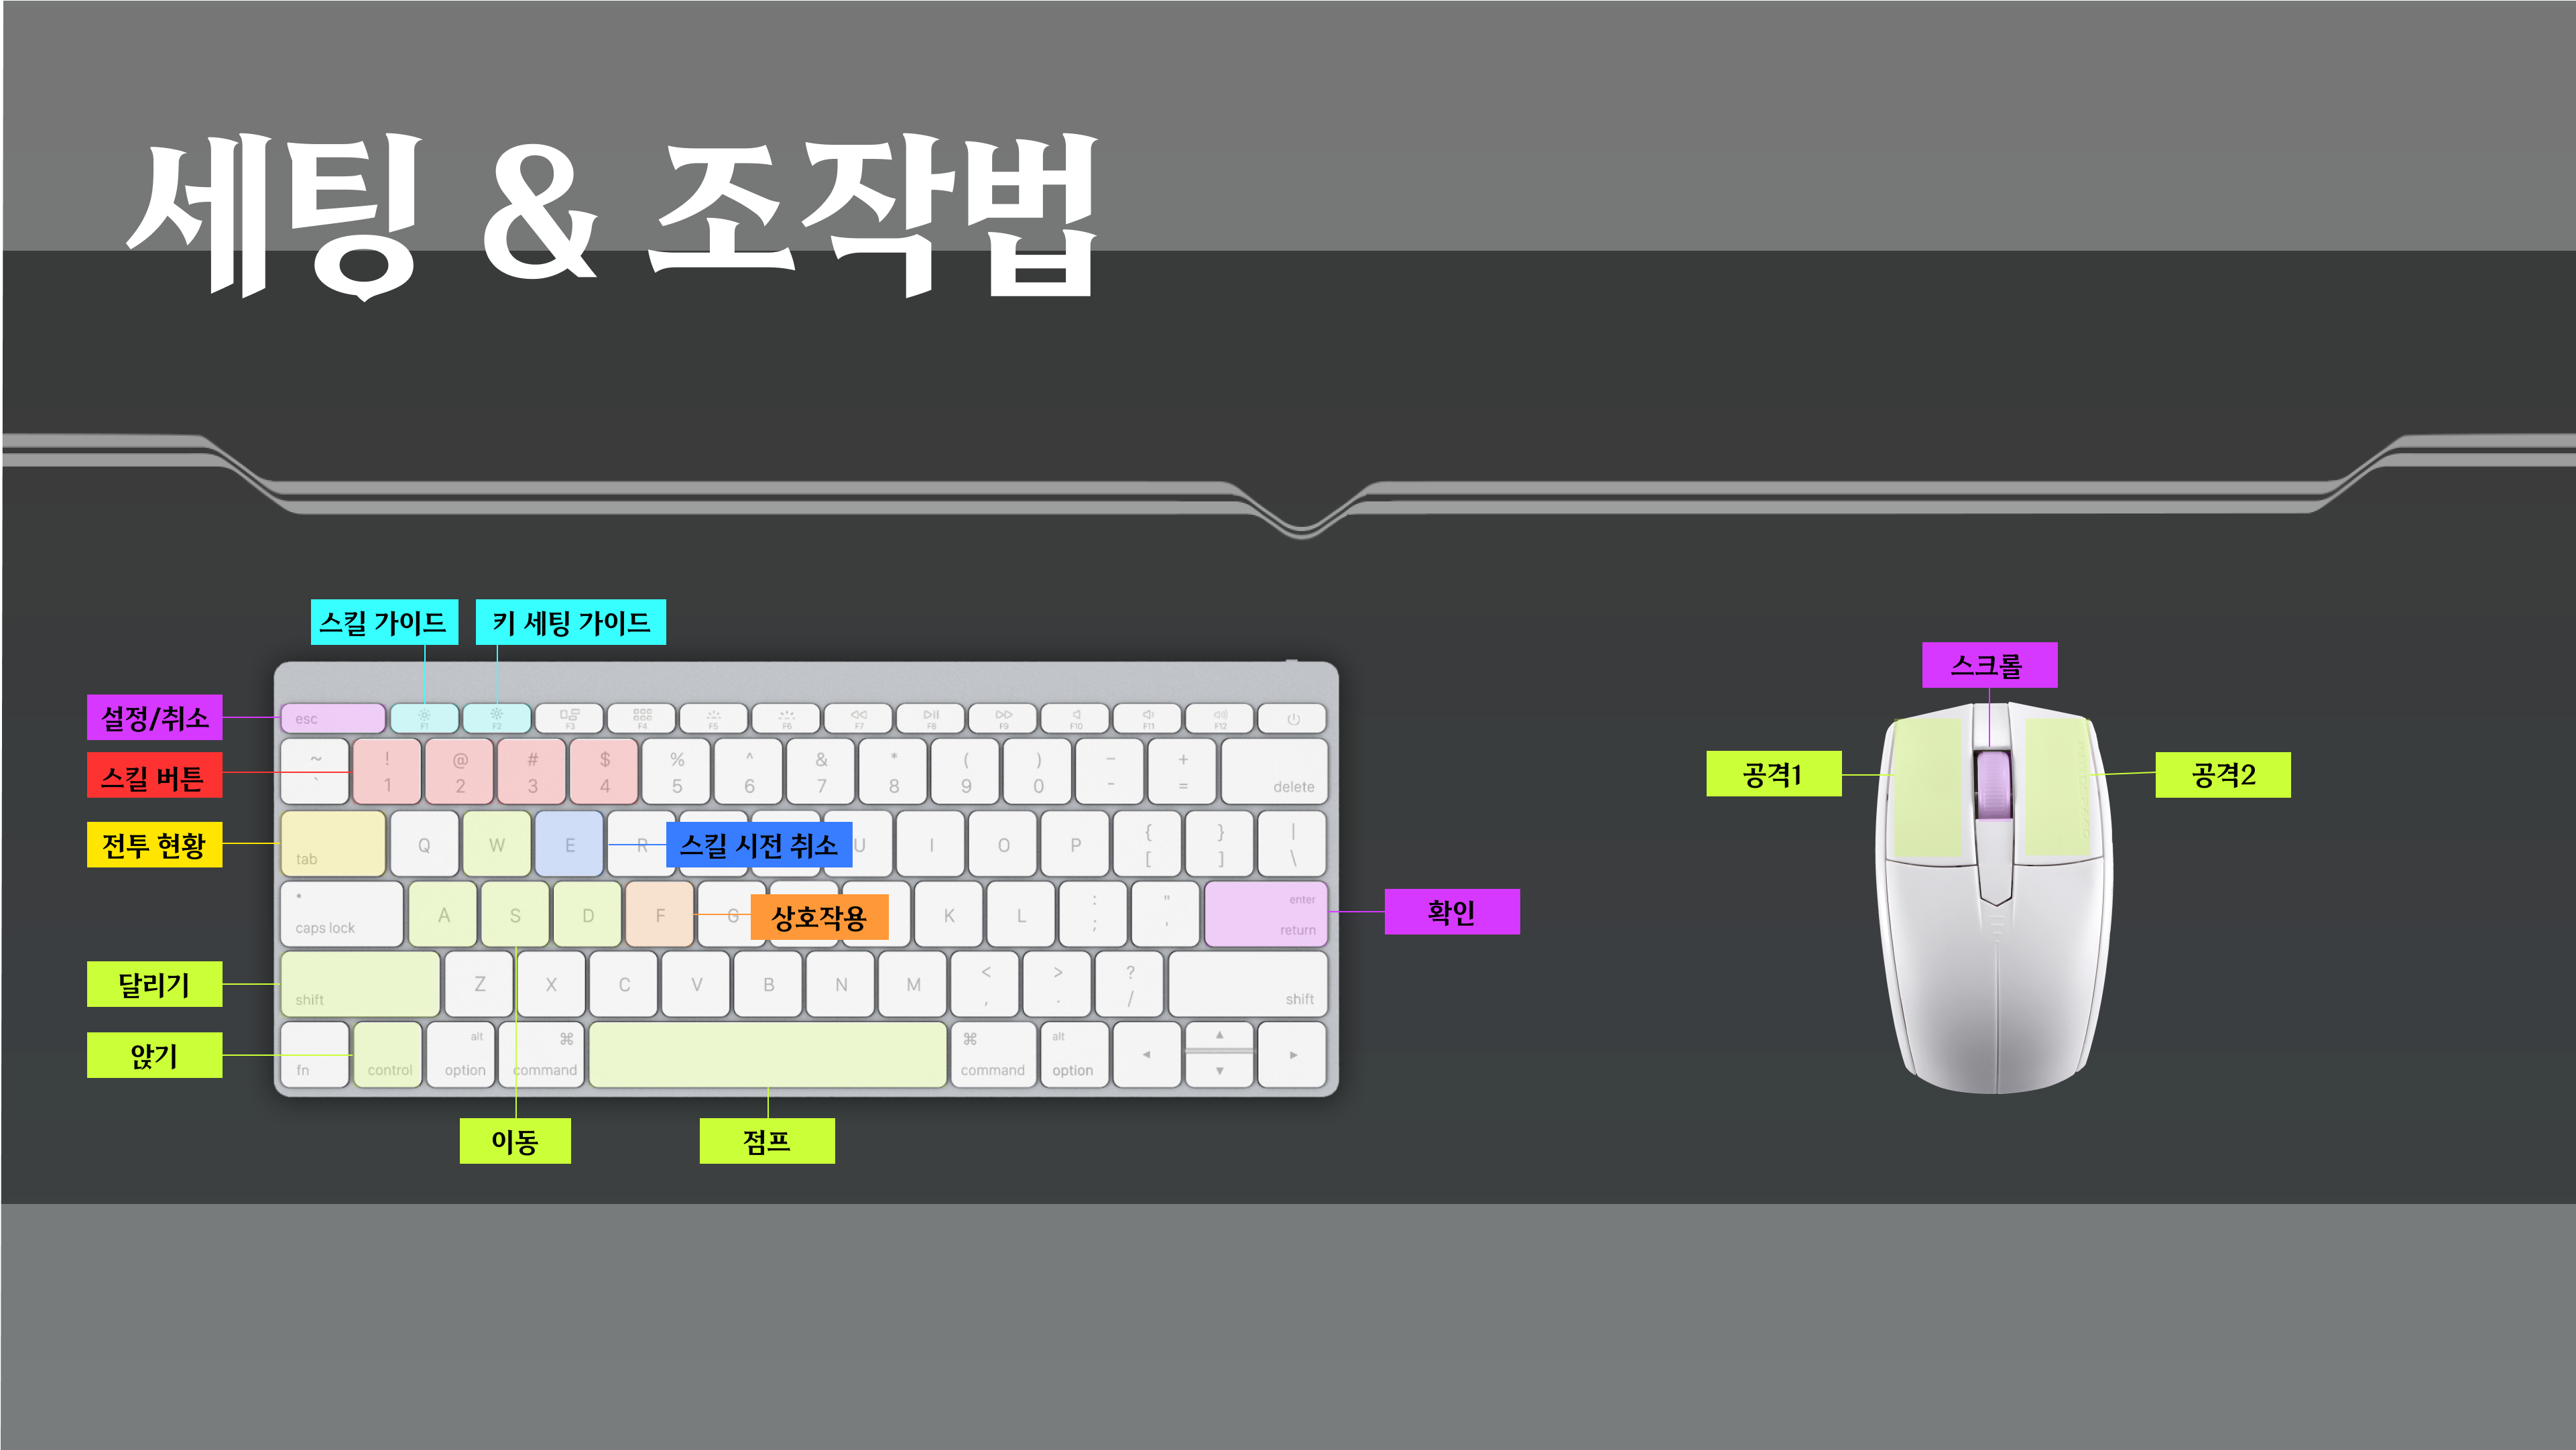 세팅 & 조작법
스킬 가이드 키 세팅 가이드
스크롤
설정/취소
esc F1 F2 F3 F4 F5 F6 F7 F8 F9 F10 F11 F12
스킬 버튼
~ ! @ # $ % ^ & * ( ) – +
` 1 2 3 4 5 6 7 8 9 0 - = delete
공격1 공격2
전투 현황
tab Q W E R 스킬 시전 취소 U I O P { [ } ] | \
caps lock A S D F G 상호작용 K L : ; " ' enter return
확인
달리기
shift Z X C V B N M < , > . ? / shift
앉기
fn control alt option ⌘ command ⌘ command alt option ◀ ▲ ▼ ▶
이동 점프